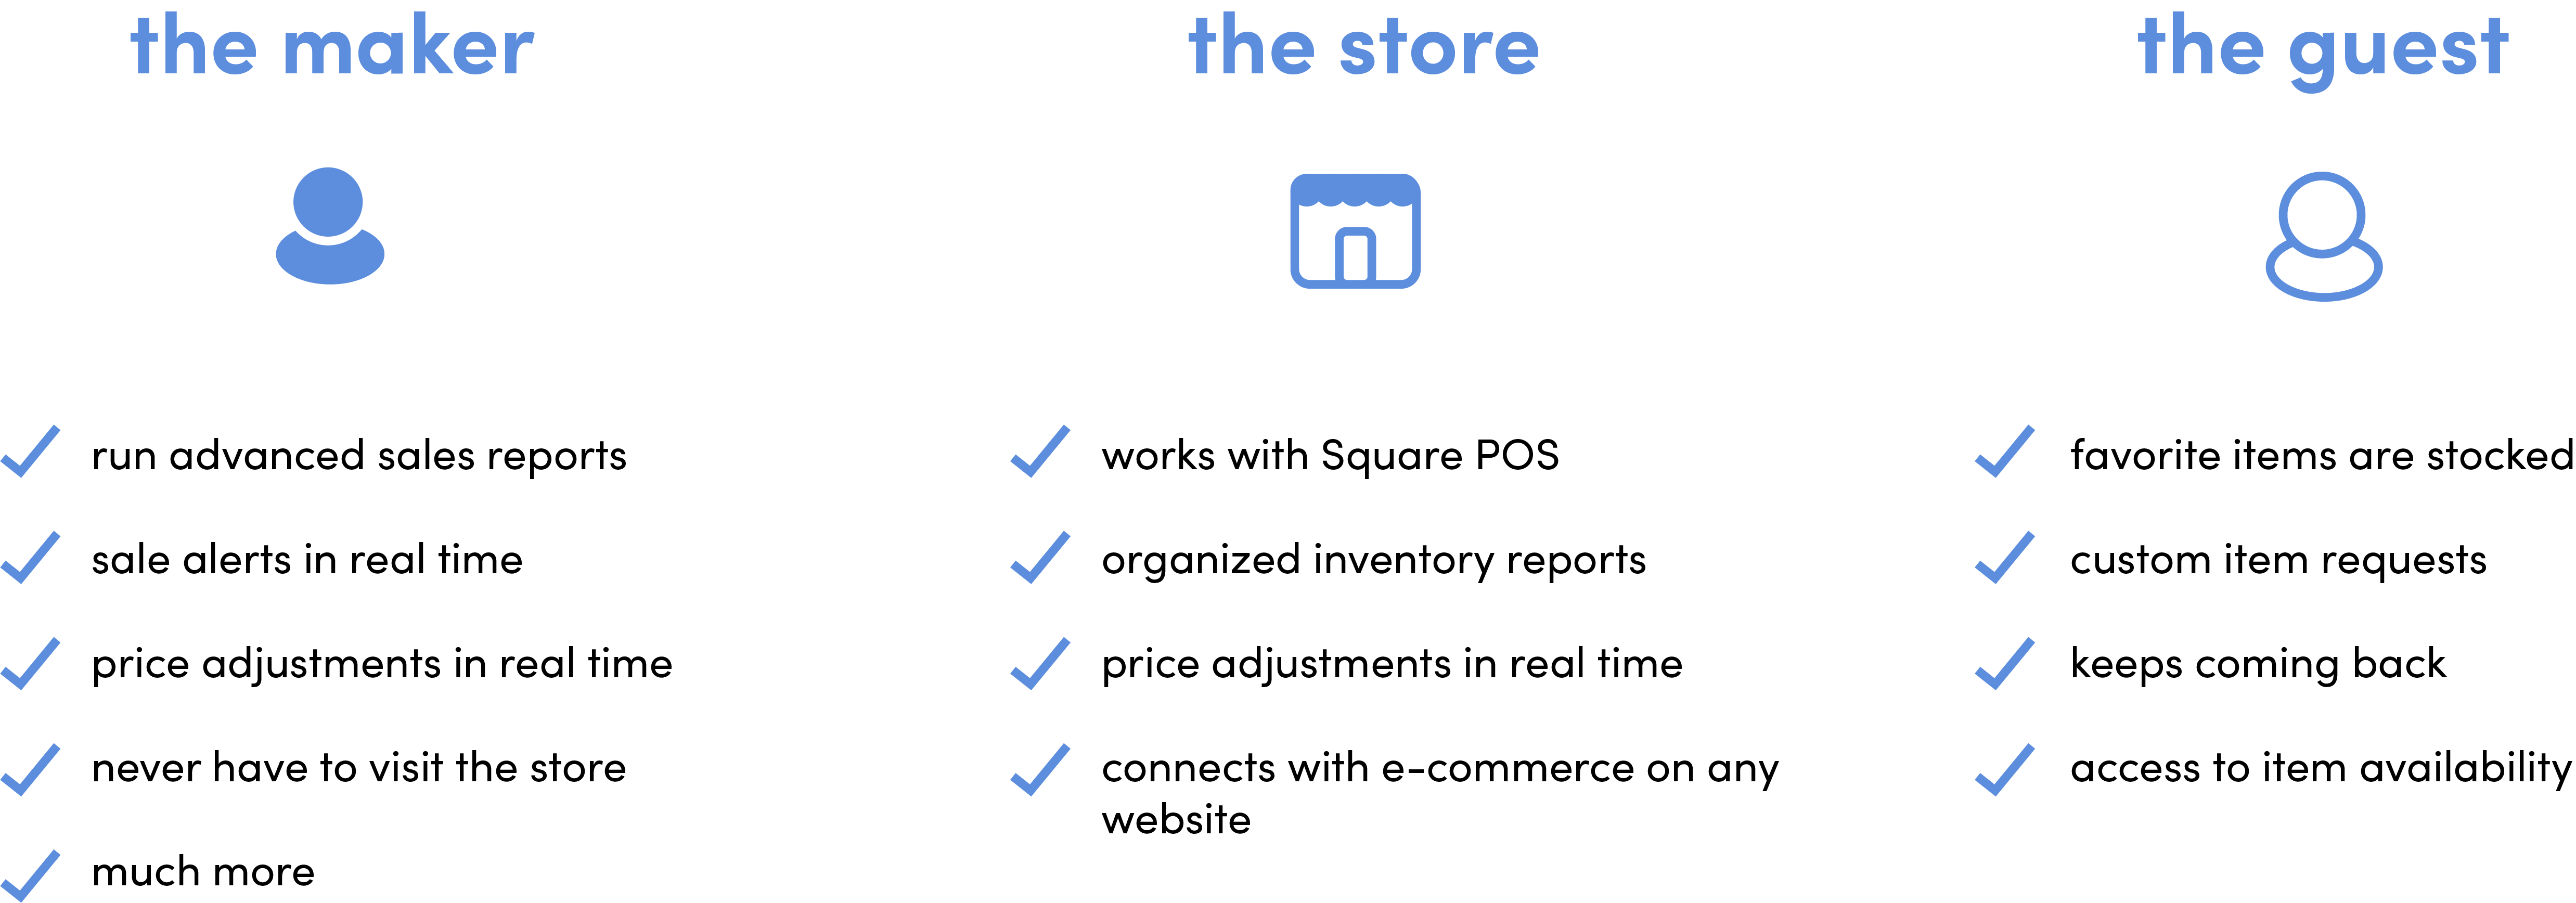 the maker
run advanced sales reports
sale alerts in real time
price adjustments in real time
never have to visit the store
much more
the store
works with Square POS
organized inventory reports
price adjustments in real time
connects with e-commerce on any
website
the guest
favorite items are stocked
custom item requests
keeps coming back
access to item availability